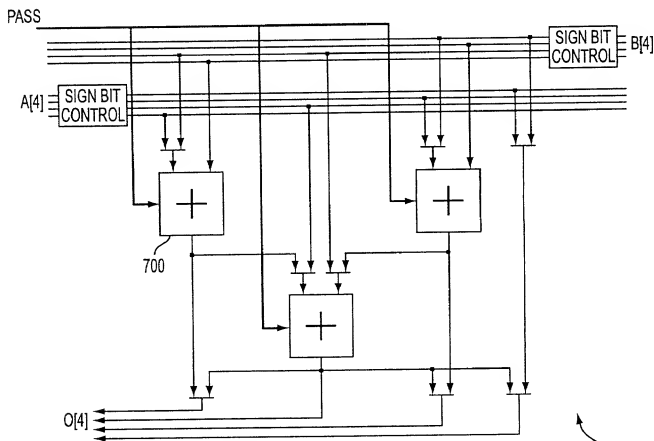 PASS
SIGN BIT
CONTROL
B[4]
A[4]
SIGN BIT
CONTROL
+
+
700
+
O[4]